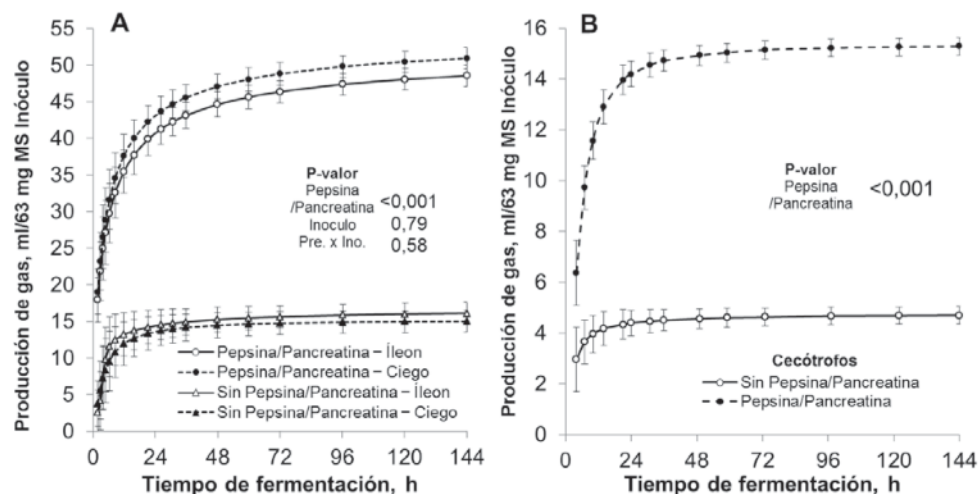 A
Producción de gas, ml/63 mg MS Inóculo
55
50
45
40
35
30
25
20
15
10
5
0
P-valor
Pepsina
/Pancreatina <0,001
Inoculo 0,79
Pre. x Ino. 0,58
Pepsina/Pancreatina – Íleon
Pepsina/Pancreatina – Ciego
Sin Pepsina/Pancreatina – Íleon
Sin Pepsina/Pancreatina – Ciego
0 24 48 72 96 120 144
Tiempo de fermentación, h
B
Producción de gas, ml/63 mg MS Inóculo
16
14
12
10
8
6
4
2
0
P-valor
Pepsina
/Pancreatina <0,001
Cecótrofos
Sin Pepsina/Pancreatina
Pepsina/Pancreatina
0 24 48 72 96 120 144
Tiempo de fermentación, h